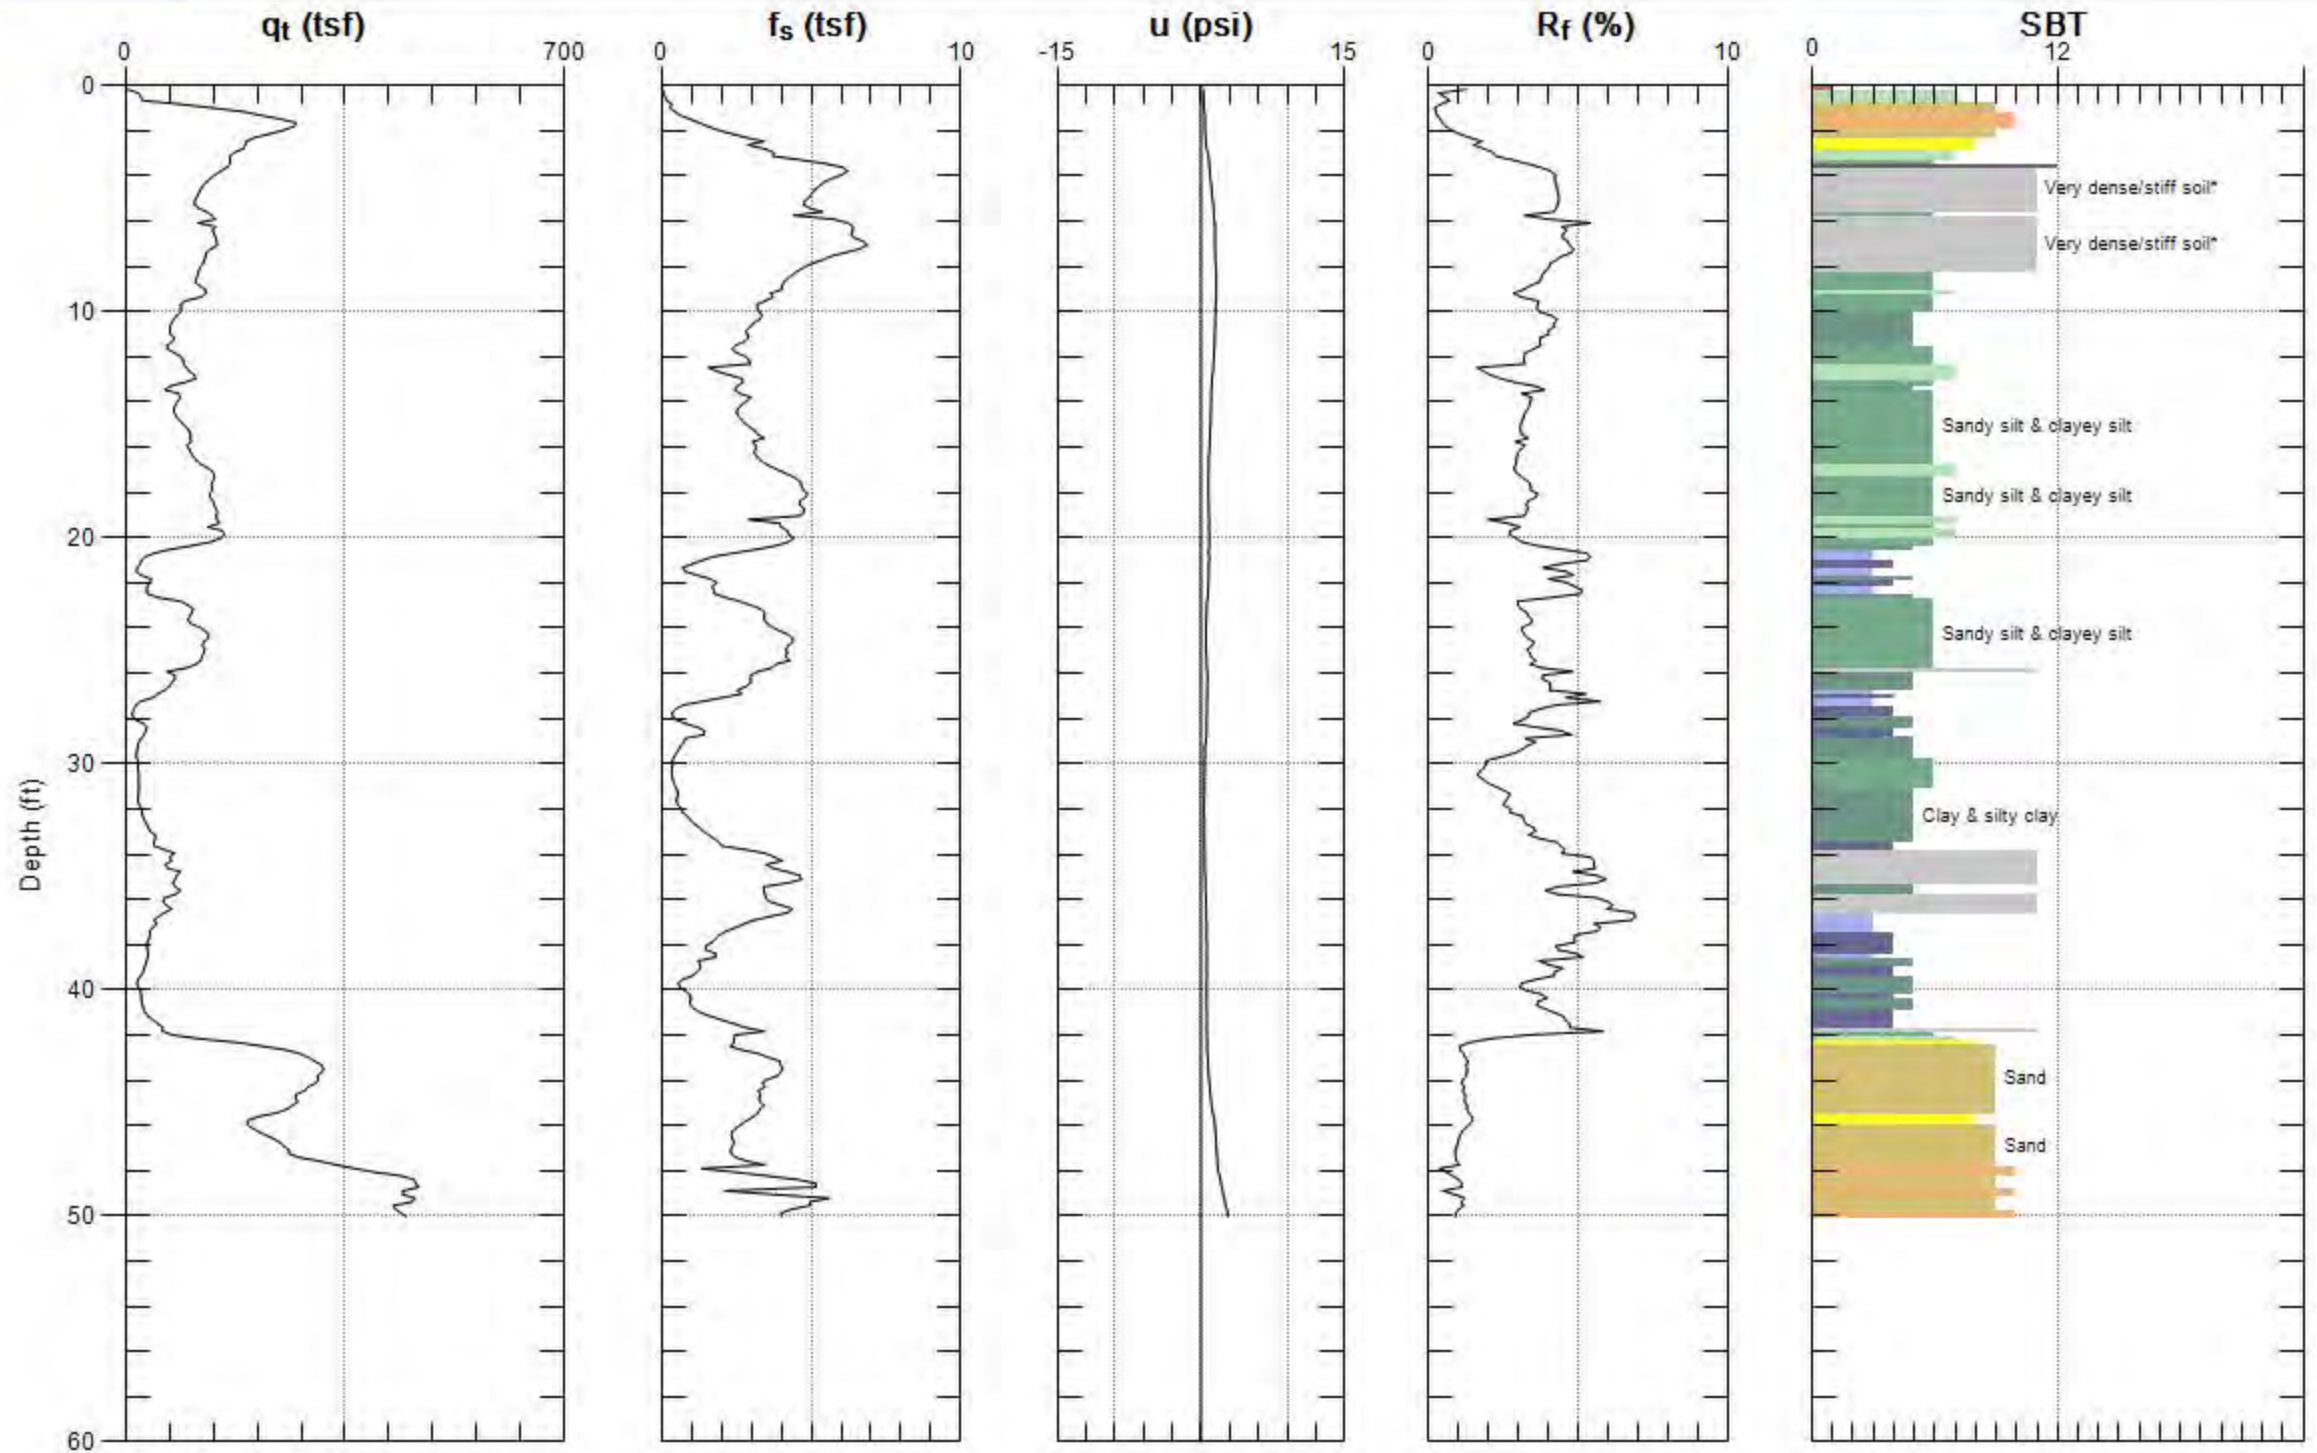 qt (tsf) fs (tsf) u (psi) Rf (%) SBT
0 700 0 10 -15 15 0 10 0 12
0
Very dense/stiff soil*
Very dense/stiff soil*
10
Sandy silt & clayey silt
Sandy silt & clayey silt
20
Sandy silt & clayey silt
30
Clay & silty clay
Depth (ft)
40
Sand
Sand
50
60